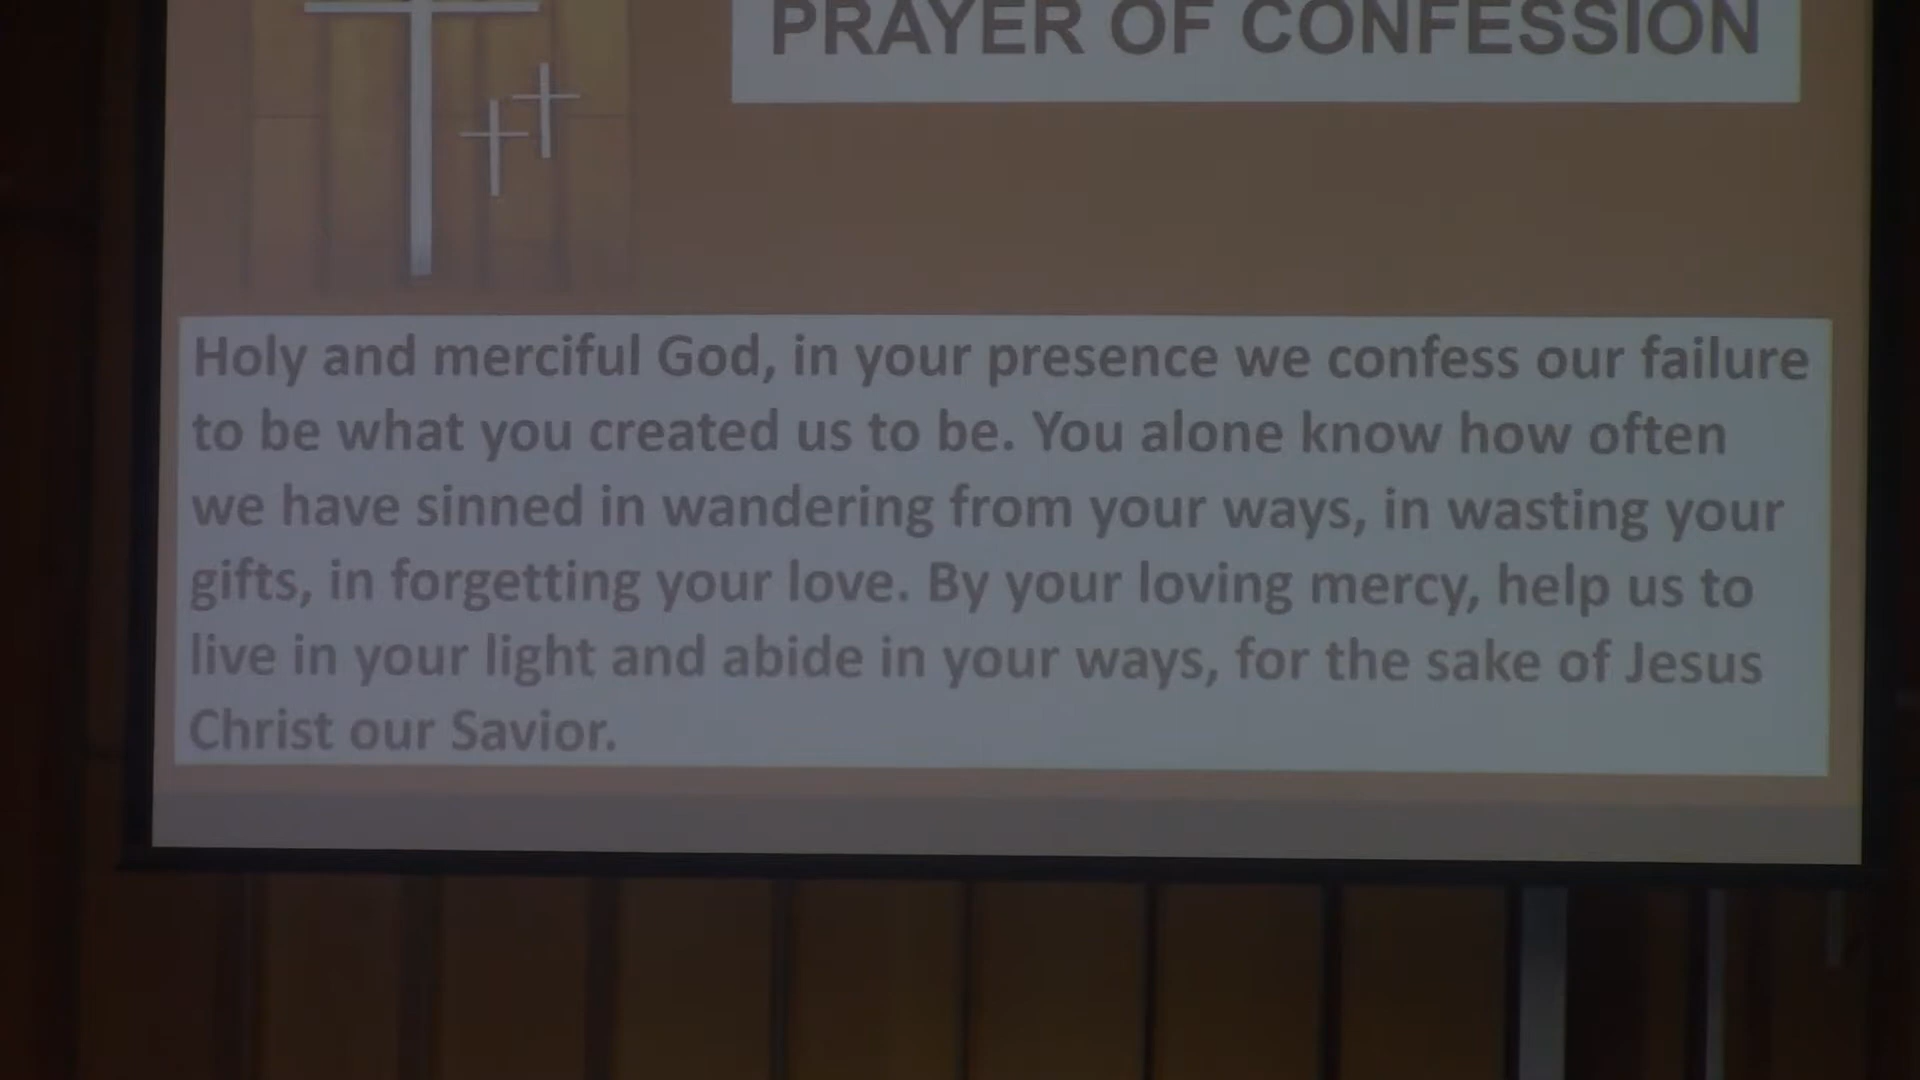 PRAYER OF CONFESSION
Holy and merciful God, in your presence we confess our failure
to be what you created us to be. You alone know how often
we have sinned in wandering from your ways, in wasting your
gifts, in forgetting your love. By your loving mercy, help us to
live in your light and abide in your ways, for the sake of Jesus
Christ our Savior.